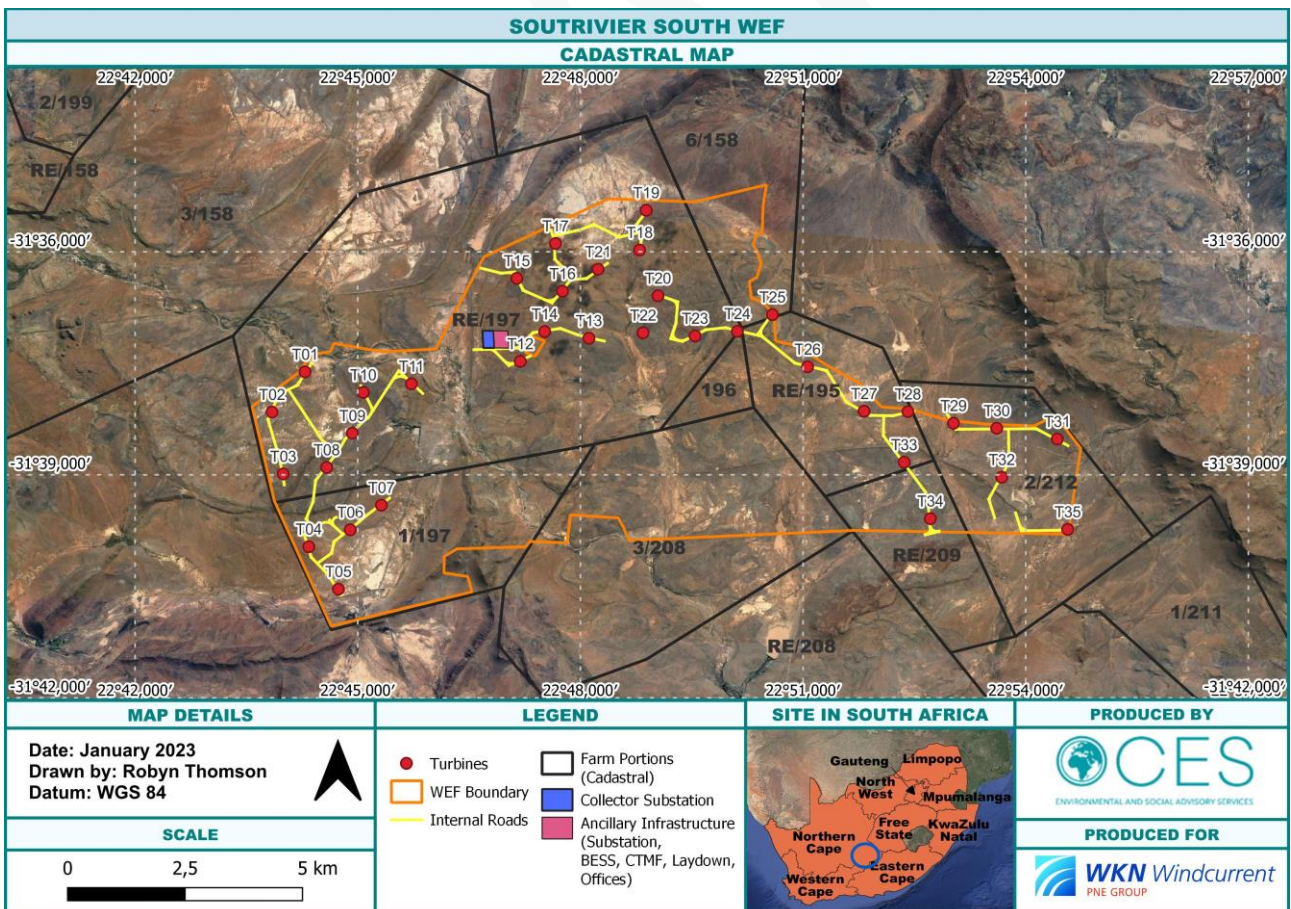 SOUTRIVIER SOUTH WEF
CADASTRAL MAP
22°42,000′ 22°45,000′ 22°48,000′ 22°51,000′ 22°54,000′ 22°57,000′
2/199
6/158
RE/158
3/158
T19
-31°36,000′ T17 T18 -31°36,000′
T21
T15 T16
T20
T25
RE/197 T14 T13 T22 T23 T24
T12
T01 T26
T10 T11 196 RE/195
T02 T27 T28
T09 T29 T30 T31
T08 T33
-31°39,000′ T03 T32 -31°39,000′
2/212
T07
T06 T34 T35
1/197
T04 3/208 RE/209
T05
1/211
RE/208
-31°42,000′ 22°42,000′ 22°45,000′ 22°48,000′ 22°51,000′ 22°54,000′ -31°42,000′
MAP DETAILS
Date: January 2023
Drawn by: Robyn Thomson
Datum: WGS 84
SCALE
0 2,5 5 km
LEGEND
Turbines
WEF Boundary
Internal Roads
Farm Portions
(Cadastral)
Collector Substation
Ancillary Infrastructure
(Substation,
BESS, CTMF, Laydown,
Offices)
SITE IN SOUTH AFRICA
Gauteng
Limpopo
North
West
Mpumalanga
Free
State
KwaZulu
Natal
Northern
Cape
Eastern
Cape
Western
Cape
PRODUCED BY
CES
ENVIRONMENTAL AND SOCIAL ADVISORY SERVICES
PRODUCED FOR
WKN Windcurrent
PNE GROUP